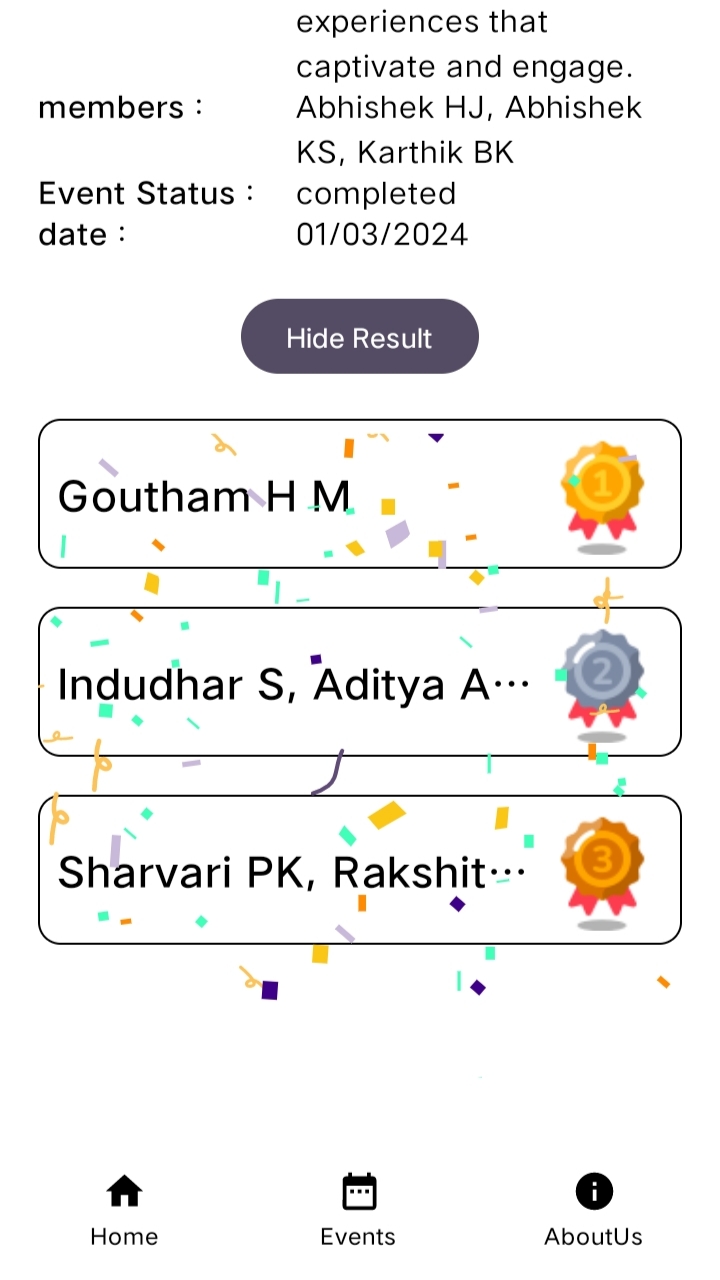 experiences that
captivate and engage.
members :
Abhishek HJ, Abhishek
KS, Karthik BK
Event Status :
completed
date :
01/03/2024
Hide Result
Goutham H M
1
Indudhar S, Aditya A···
2
Sharvari PK, Rakshit···
3
Home
Events
AboutUs